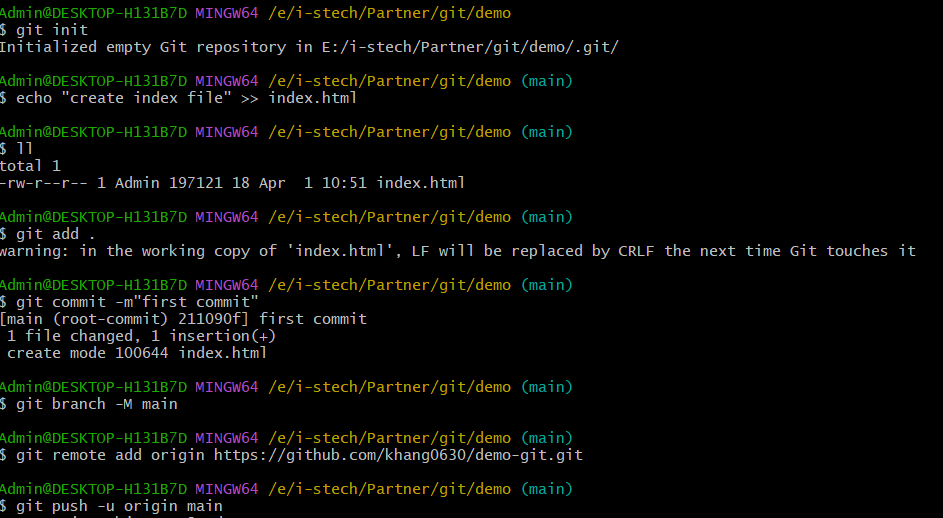 Admin@DESKTOP-H131B7D MINGW64 /e/i-stech/Partner/git/demo
$ git init
Initialized empty Git repository in E:/i-stech/Partner/git/demo/.git/
Admin@DESKTOP-H131B7D MINGW64 /e/i-stech/Partner/git/demo (main)
$ echo "create index file" >> index.html
Admin@DESKTOP-H131B7D MINGW64 /e/i-stech/Partner/git/demo (main)
$ ll
total 1
-rw-r--r-- 1 Admin 197121 18 Apr  1 10:51 index.html
Admin@DESKTOP-H131B7D MINGW64 /e/i-stech/Partner/git/demo (main)
$ git add .
warning: in the working copy of 'index.html', LF will be replaced by CRLF the next time Git touches it
Admin@DESKTOP-H131B7D MINGW64 /e/i-stech/Partner/git/demo (main)
$ git commit -m"first commit"
[main (root-commit) 211090f] first commit
 1 file changed, 1 insertion(+)
 create mode 100644 index.html
Admin@DESKTOP-H131B7D MINGW64 /e/i-stech/Partner/git/demo (main)
$ git branch -M main
Admin@DESKTOP-H131B7D MINGW64 /e/i-stech/Partner/git/demo (main)
$ git remote add origin https://github.com/khang0630/demo-git.git
Admin@DESKTOP-H131B7D MINGW64 /e/i-stech/Partner/git/demo (main)
$ git push -u origin main